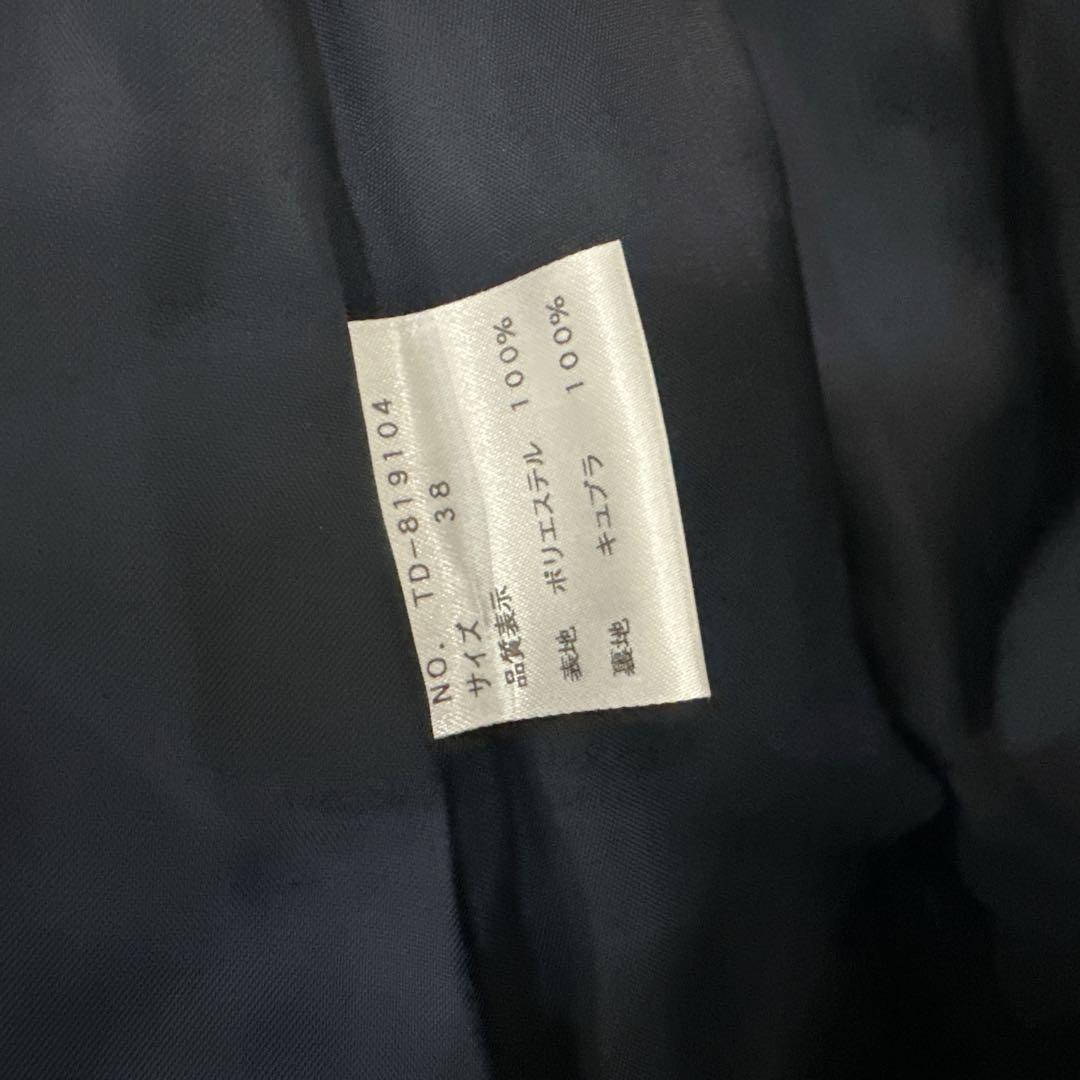 NO. TD-819104
サイズ 38
品質表示
表地 ポリエステル 100%
裏地 キュプラ 100%